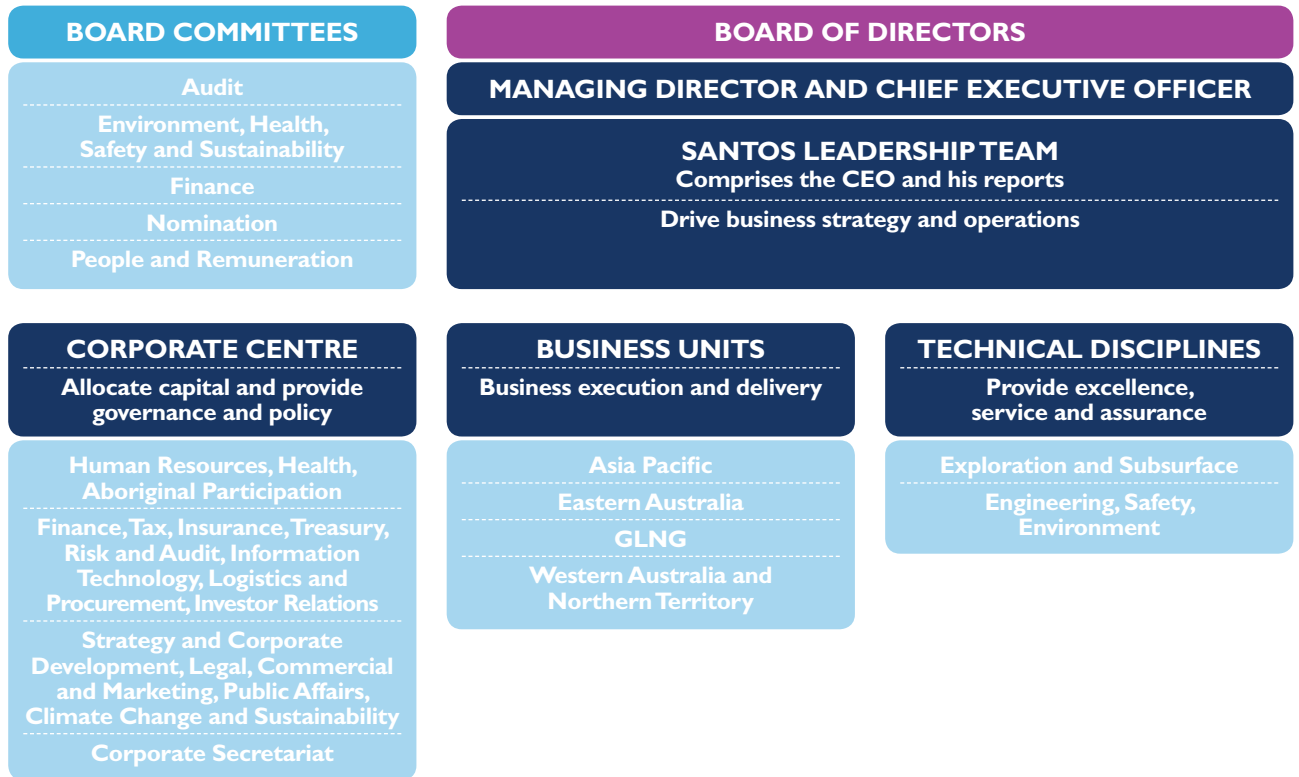 BOARD COMMITTEES
Audit
Environment, Health,
Safety and Sustainability
Finance
Nomination
People and Remuneration
BOARD OF DIRECTORS
MANAGING DIRECTOR AND CHIEF EXECUTIVE OFFICER
SANTOS LEADERSHIP TEAM
Comprises the CEO and his reports
Drive business strategy and operations
CORPORATE CENTRE
Allocate capital and provide
governance and policy
Human Resources, Health,
Aboriginal Participation
Finance, Tax, Insurance, Treasury,
Risk and Audit, Information
Technology, Logistics and
Procurement, Investor Relations
Strategy and Corporate
Development, Legal, Commercial
and Marketing, Public Affairs,
Climate Change and Sustainability
Corporate Secretariat
BUSINESS UNITS
Business execution and delivery
Asia Pacific
Eastern Australia
GLNG
Western Australia and
Northern Territory
TECHNICAL DISCIPLINES
Provide excellence,
service and assurance
Exploration and Subsurface
Engineering, Safety,
Environment